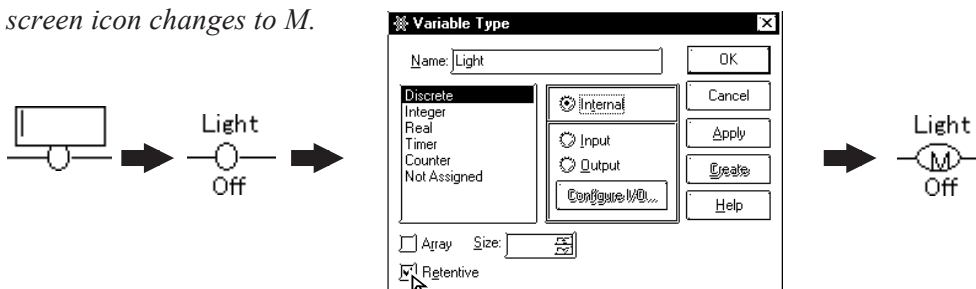 screen icon changes to M.
Variable Type
Name: Light
OK
Discrete
Integer
Real
Timer
Counter
Not Assigned
Internal
Input
Output
Configure I/O...
Cancel
Apply
Create
Help
Array Size:
Retentive
Light
Off
Light
M
Off